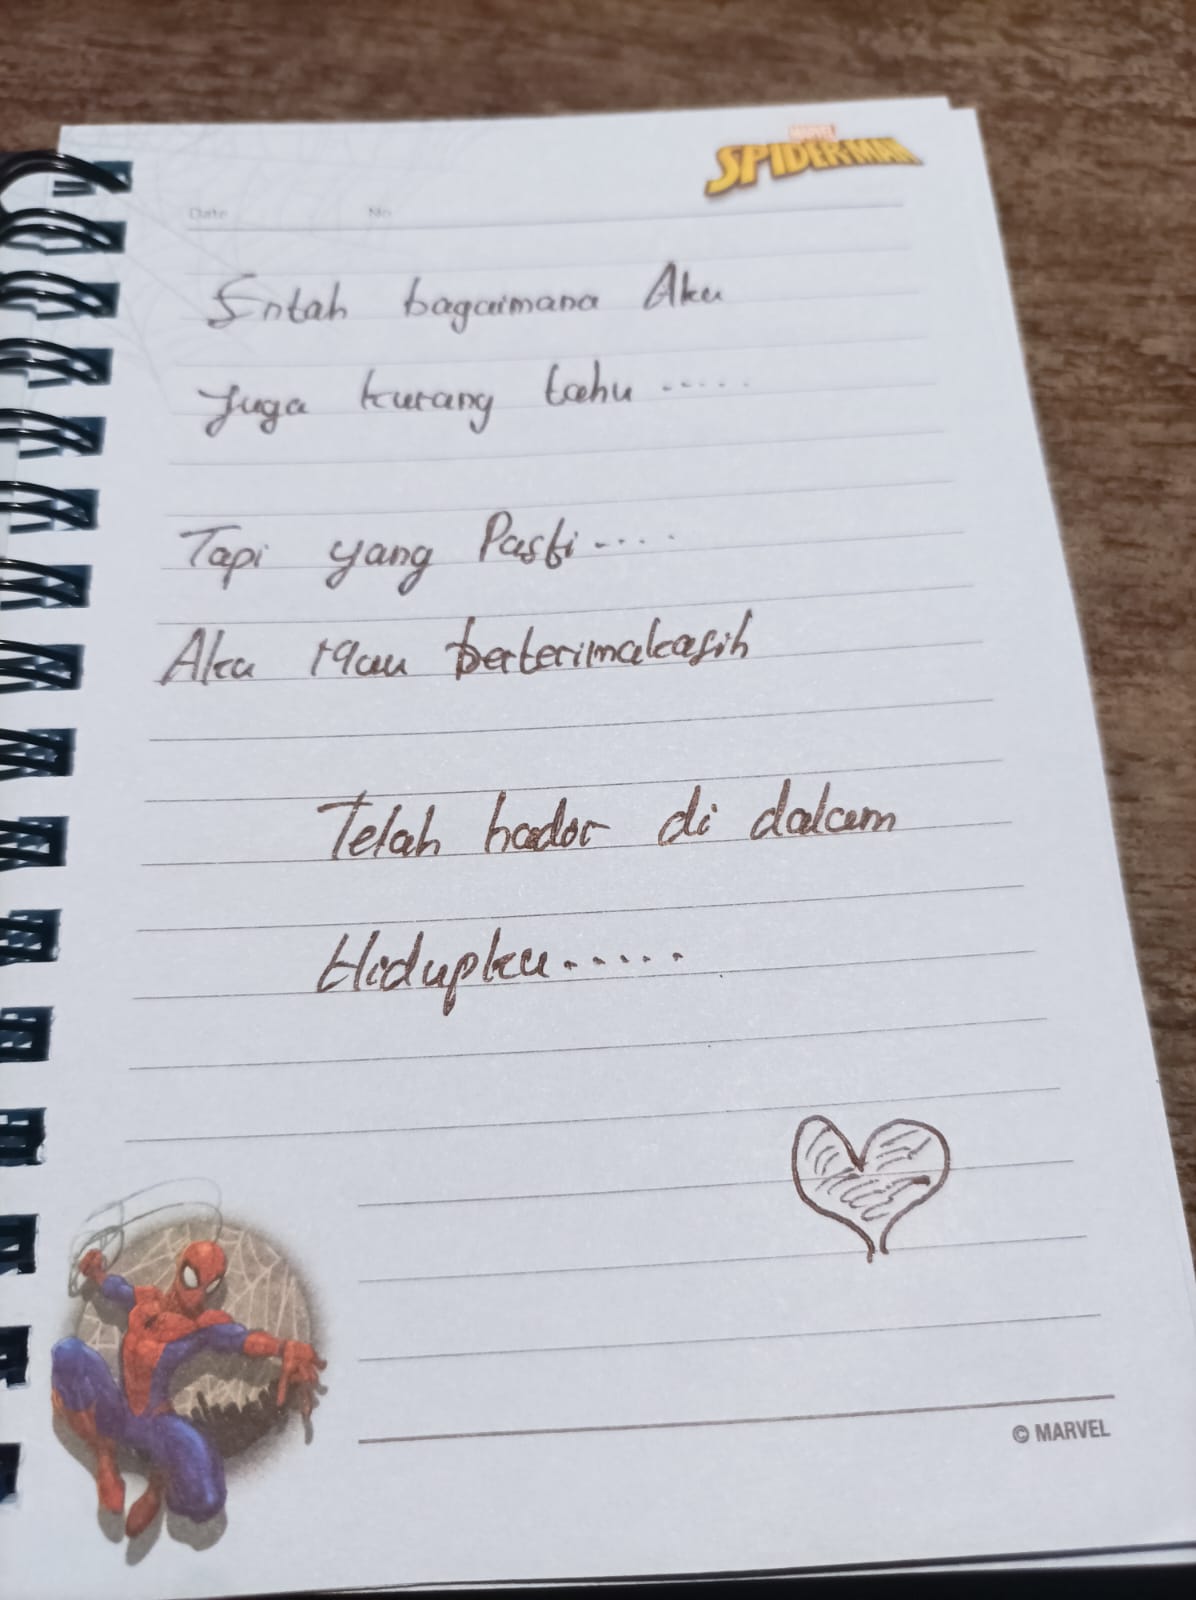 MARVEL
SPIDER-MAN
Date No
Entah bagaimana Aku
Juga kurang tahu .....
Tapi yang Pasti.....
Aku Mau berterimakasih
Telah hadir di dalam
Hidupku......
© MARVEL